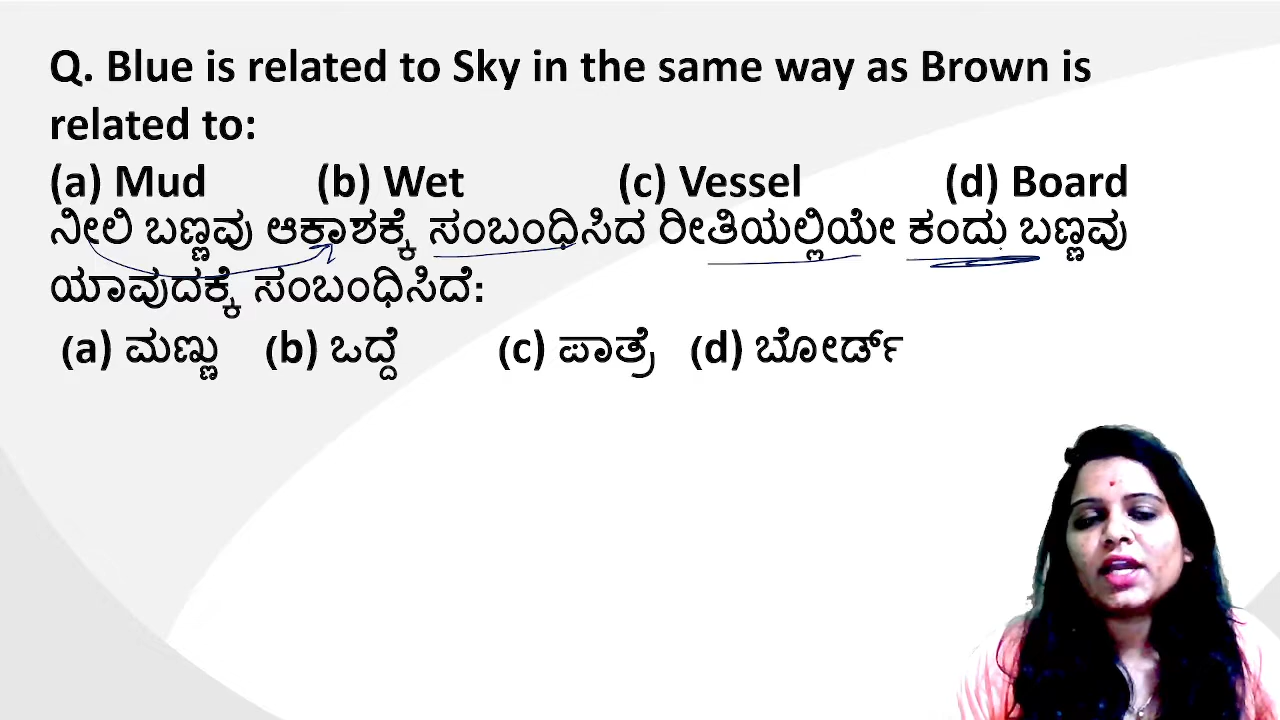 Q. Blue is related to Sky in the same way as Brown is
related to:
(a) Mud (b) Wet (c) Vessel (d) Board
ನೀಲಿ ಬಣ್ಣವು ಆಕಾಶಕ್ಕೆ ಸಂಬಂಧಿಸಿದ ರೀತಿಯಲ್ಲಿಯೇ ಕಂದು ಬಣ್ಣವು
ಯಾವುದಕ್ಕೆ ಸಂಬಂಧಿಸಿದೆ:
(a) ಮಣ್ಣು (b) ಒದ್ದೆ (c) ಪಾತ್ರೆ (d) ಬೋರ್ಡ್